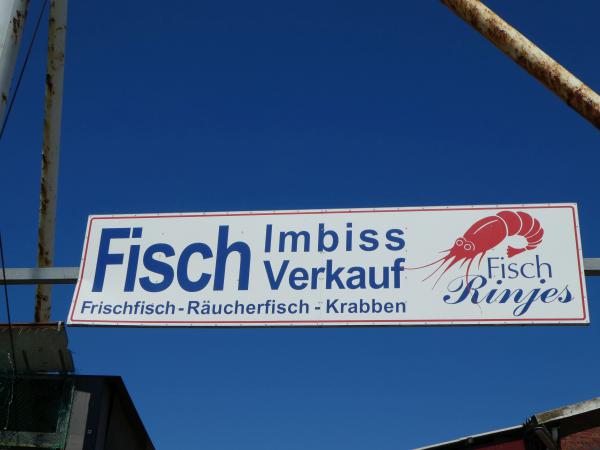 Fisch Imbiss
Verkauf
Frischfisch - Räucherfisch - Krabben
Fisch
Rinjes